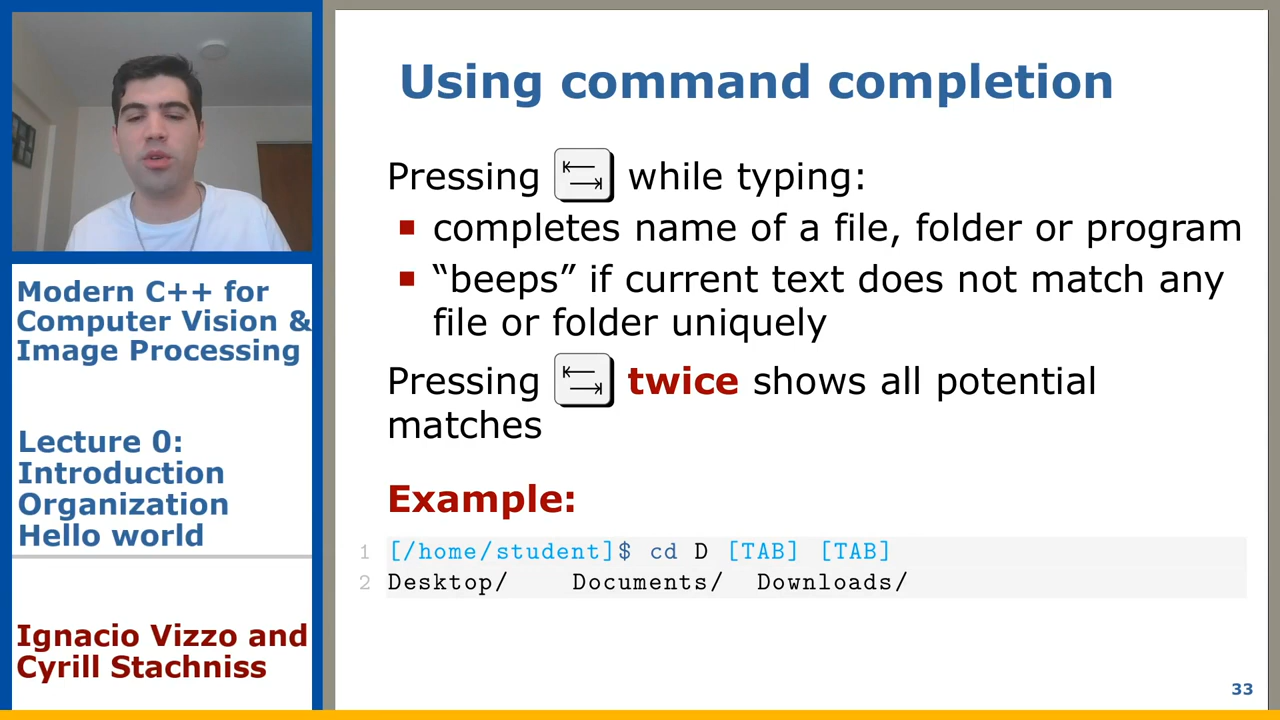 Modern C++ for
Computer Vision &
Image Processing
Lecture 0:
Introduction
Organization
Hello world
Ignacio Vizzo and
Cyrill Stachniss
Using command completion
Pressing while typing:
completes name of a file, folder or program
“beeps” if current text does not match any
file or folder uniquely
Pressing twice shows all potential
matches
Example:
1 [/home/student]$ cd D [TAB] [TAB]
2 Desktop/ Documents/ Downloads/
33